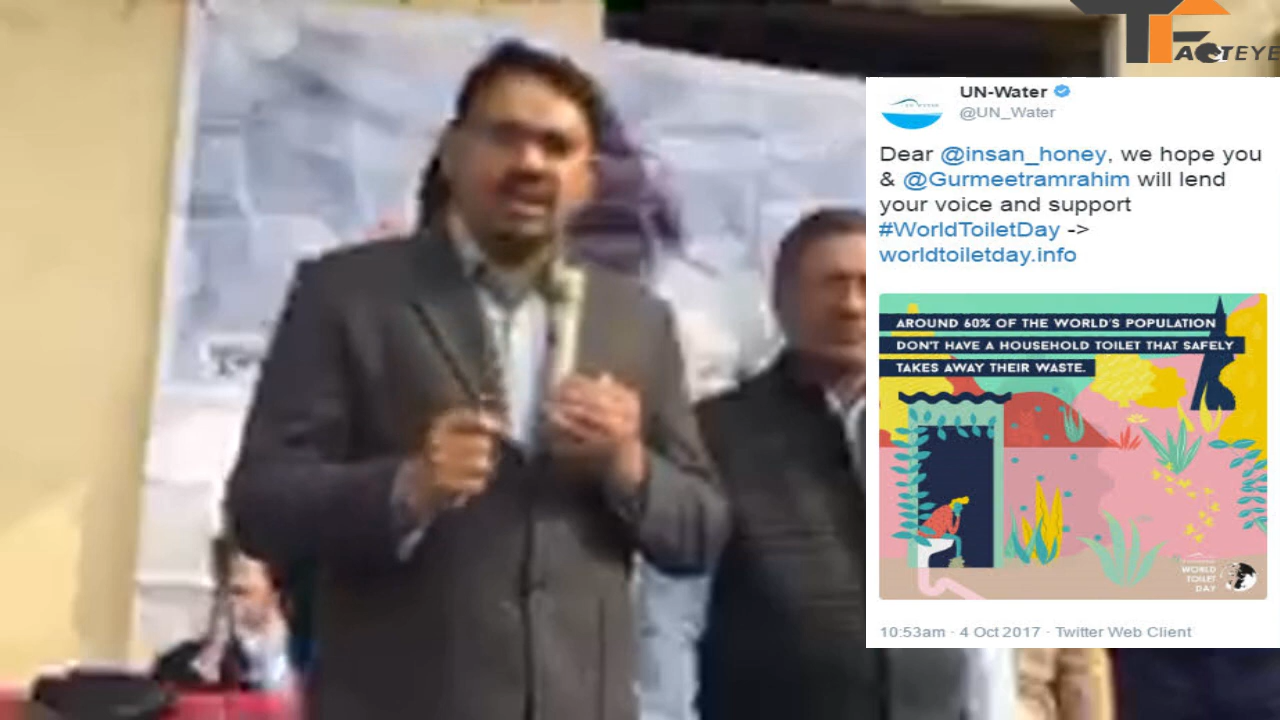 FACTEYE
UN-Water
@UN_Water
Dear @insan_honey, we hope you
& @Gurmeetramrahim will lend
your voice and support
#WorldToiletDay ->
worldtoiletday.info
AROUND 60% OF THE WORLD'S POPULATION
DON'T HAVE A HOUSEHOLD TOILET THAT SAFELY
TAKES AWAY THEIR WASTE.
WORLD
TOILET
DAY
10:53am · 4 Oct 2017 · Twitter Web Client